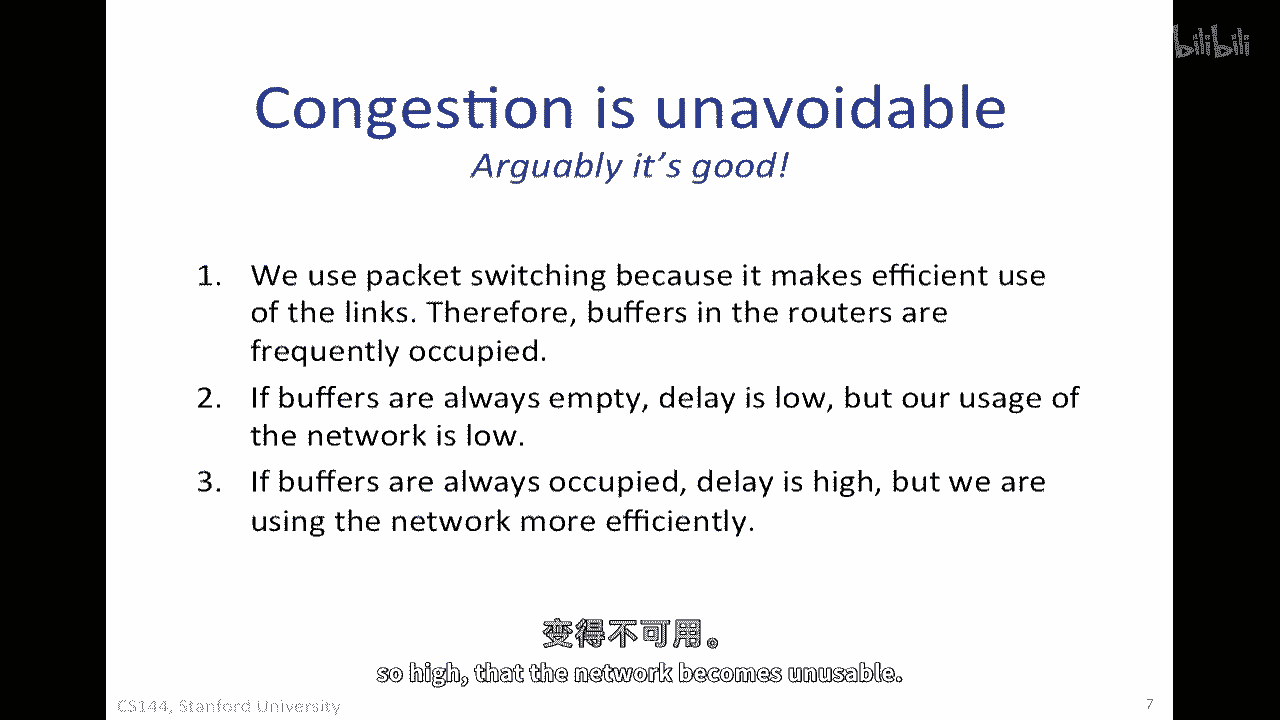 bilibili
Congestion is unavoidable
Arguably it's good!
1. We use packet switching because it makes efficient use
of the links. Therefore, buffers in the routers are
frequently occupied.
2. If buffers are always empty, delay is low, but our usage of
the network is low.
3. If buffers are always occupied, delay is high, but we are
using the network more efficiently.
变得不可用。
so high, that the network becomes unusable.
CS144, Stanford University
7